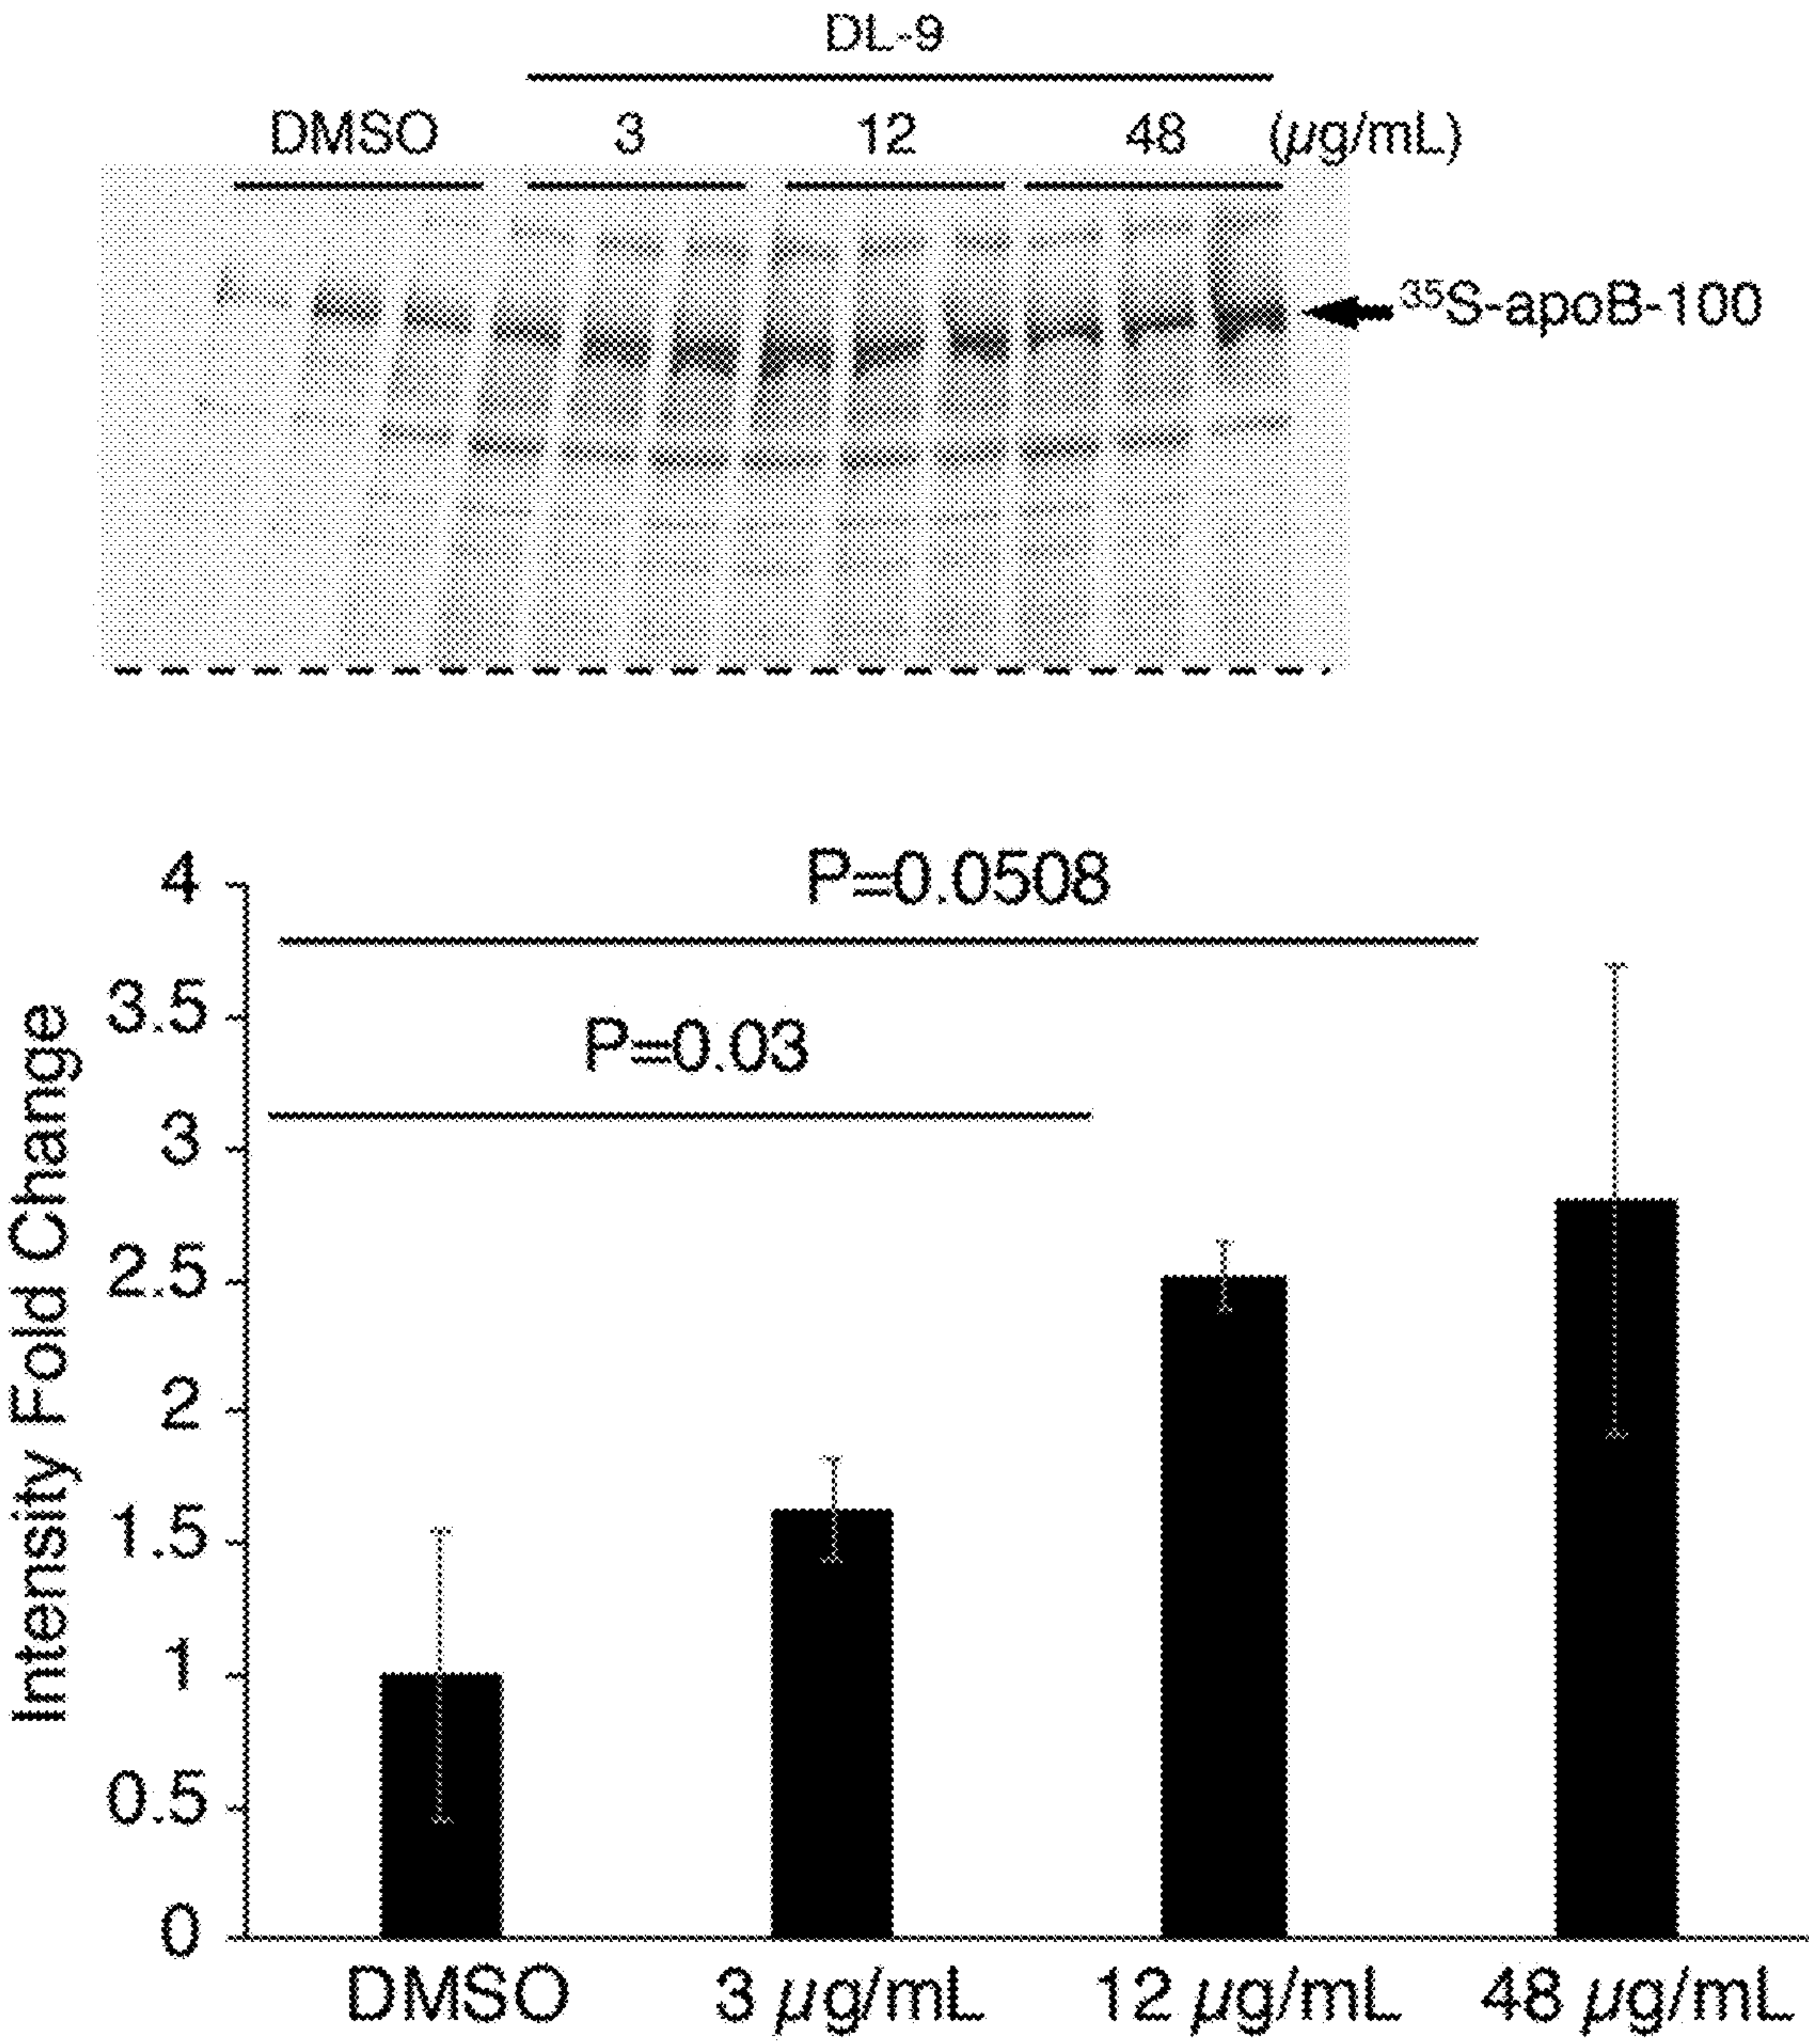 DL-9
DMSO 3 12 48 (µg/mL)
³⁵S-apoB-100
P=0.0508
P=0.03
Intensity Fold Change
4
3.5
3
2.5
2
1.5
1
0.5
0
DMSO 3 µg/mL 12 µg/mL 48 µg/mL